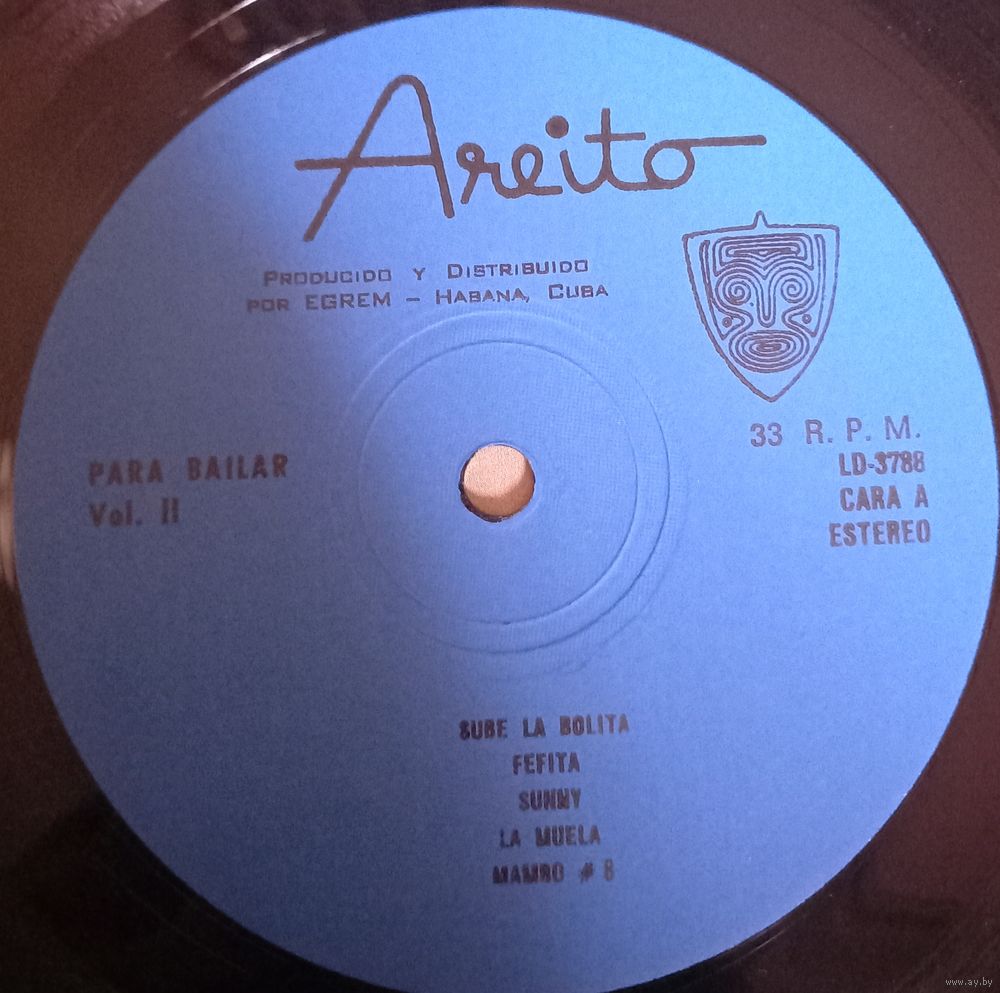 Areito
PRODUCIDO Y DISTRIBUIDO
POR EGREM – HABANA, CUBA
33 R. P. M.
LD-3788
CARA A
ESTEREO
PARA BAILAR
Vol. II
SUBE LA BOLITA
FEFITA
SUNNY
LA MUELA
MAMBO # 8
www.ay.by